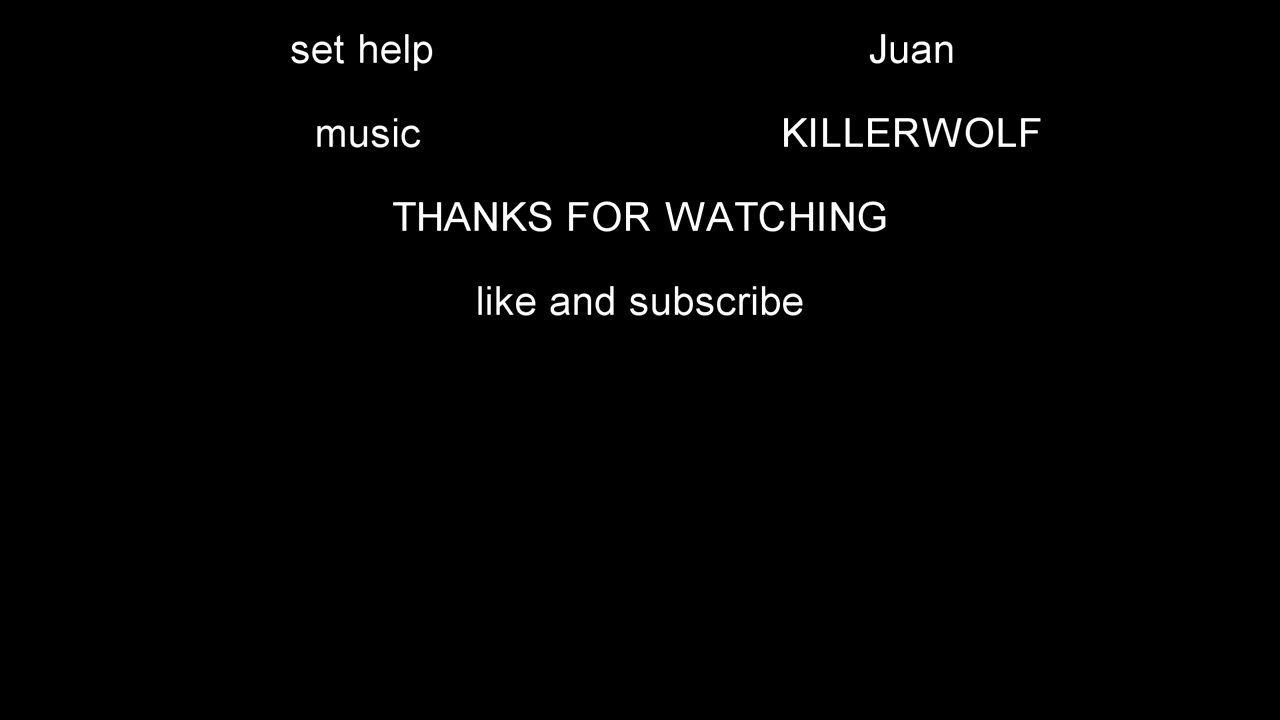 set help Juan
music KILLERWOLF
THANKS FOR WATCHING
like and subscribe